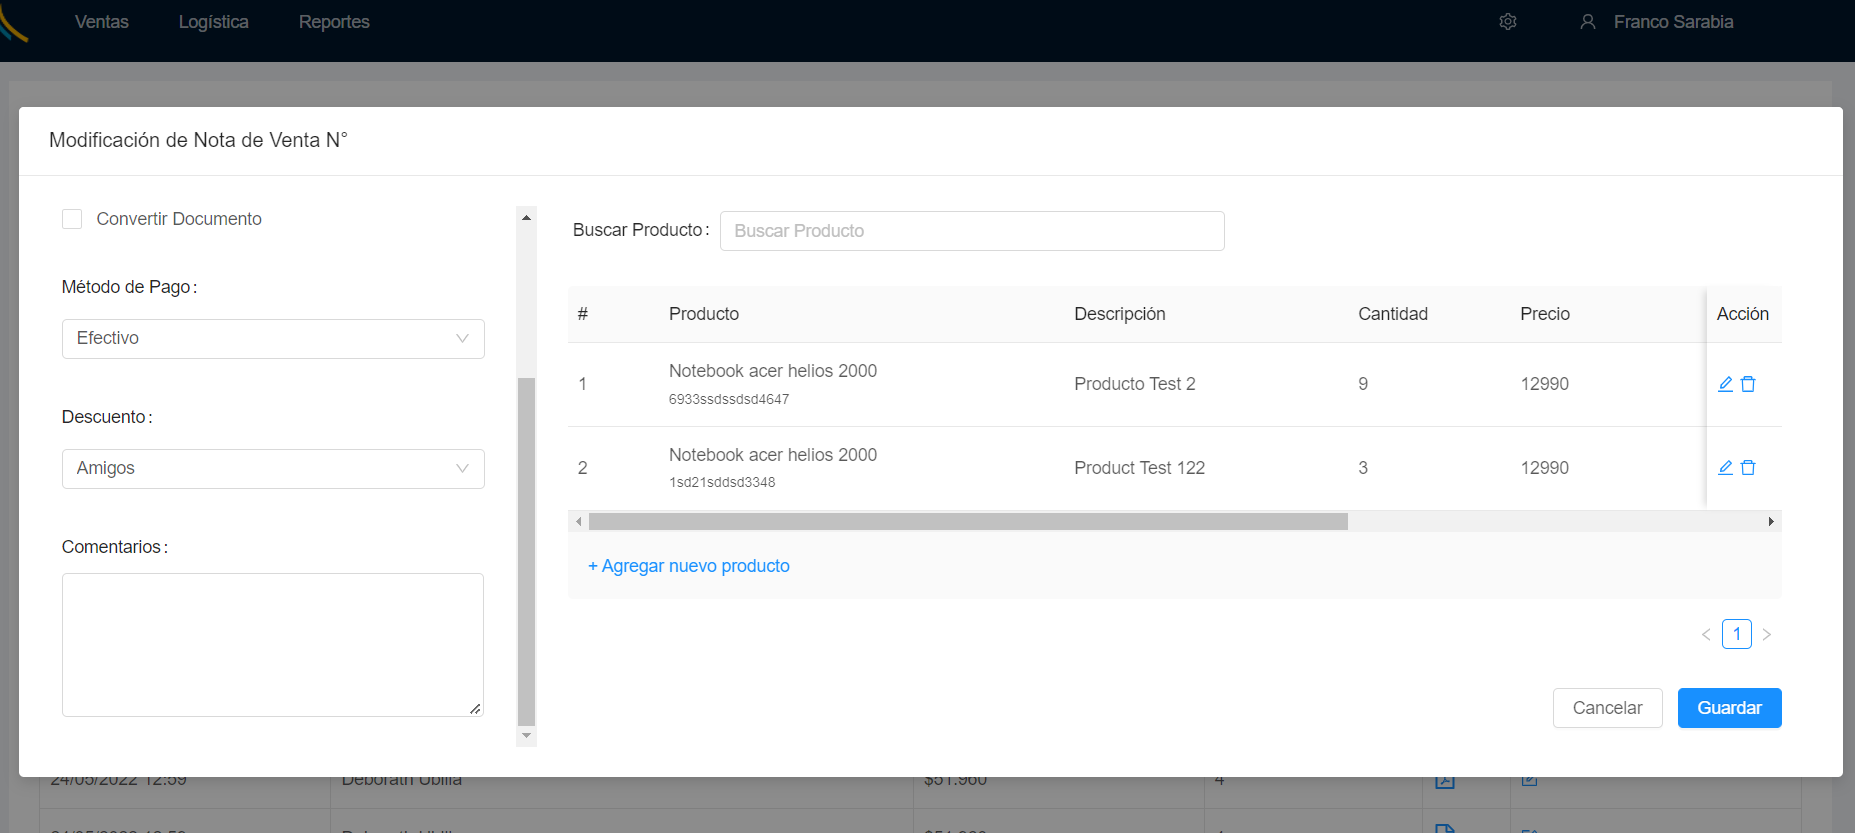 Ventas Logística Reportes Franco Sarabia
Modificación de Nota de Venta N°
Convertir Documento
Método de Pago:
Efectivo
Descuento:
Amigos
Comentarios:
Buscar Producto: Buscar Producto
# Producto Descripción Cantidad Precio Acción
1 Notebook acer helios 2000 Producto Test 2 9 12990
6933ssdssdsd4647
2 Notebook acer helios 2000 Product Test 122 3 12990
1sd21sddsd3348
+ Agregar nuevo producto
1
Cancelar Guardar
24/05/2022 12:59 $51.960 4